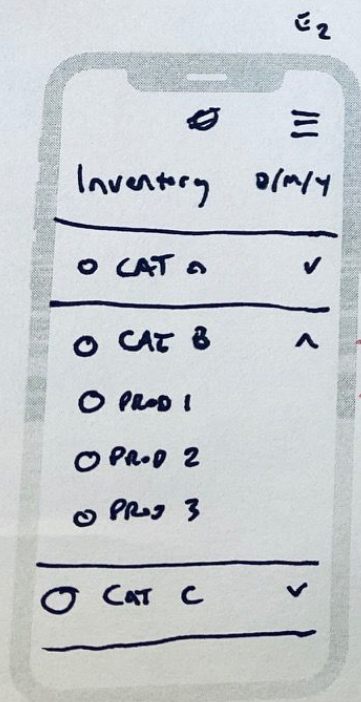 E2
Inventory D/M/Y
CAT A
CAT B
PROD 1
PROD 2
PROD 3
CAT C